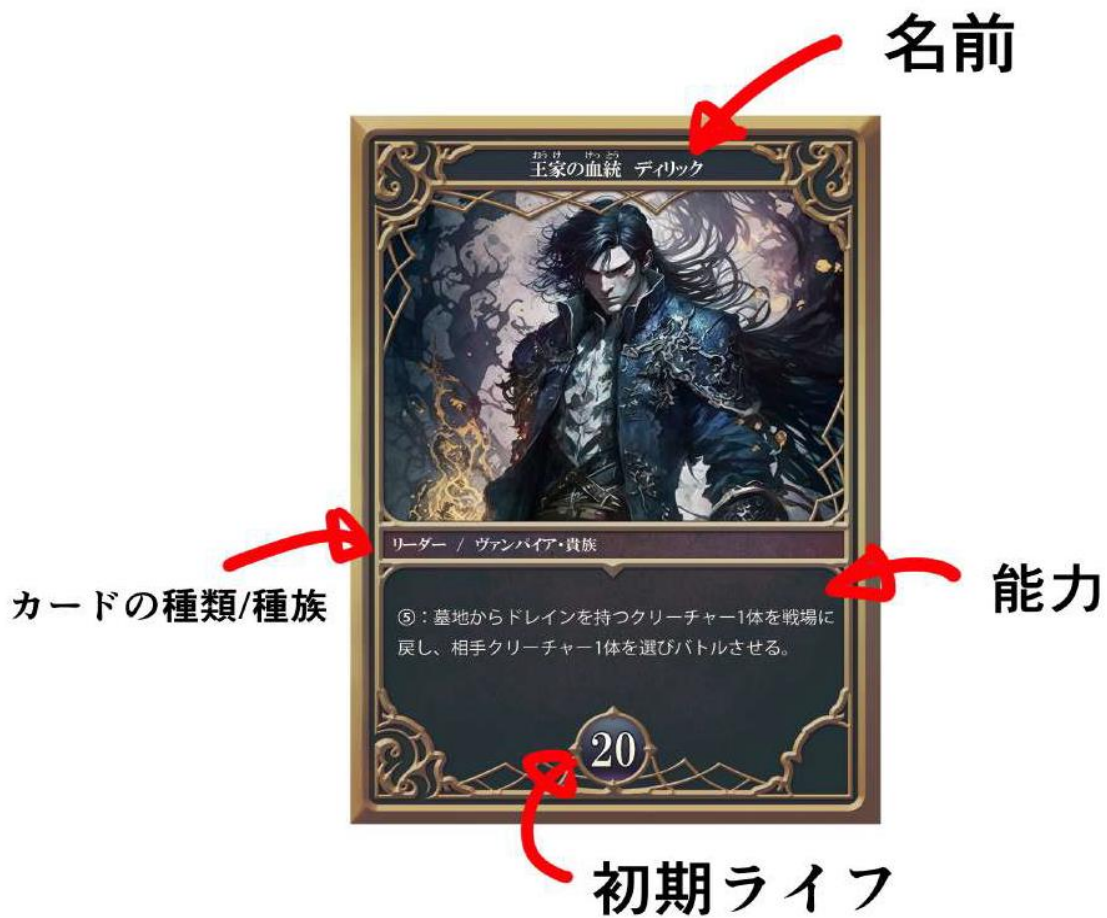 名前
おうけ けっとう
王家の血統 ディリック
リーダー / ヴァンパイア・貴族
カードの種類/種族
能力
⑤：墓地からドレインを持つクリーチャー1体を戦場に
戻し、相手クリーチャー1体を選びバトルさせる。
20
初期ライフ